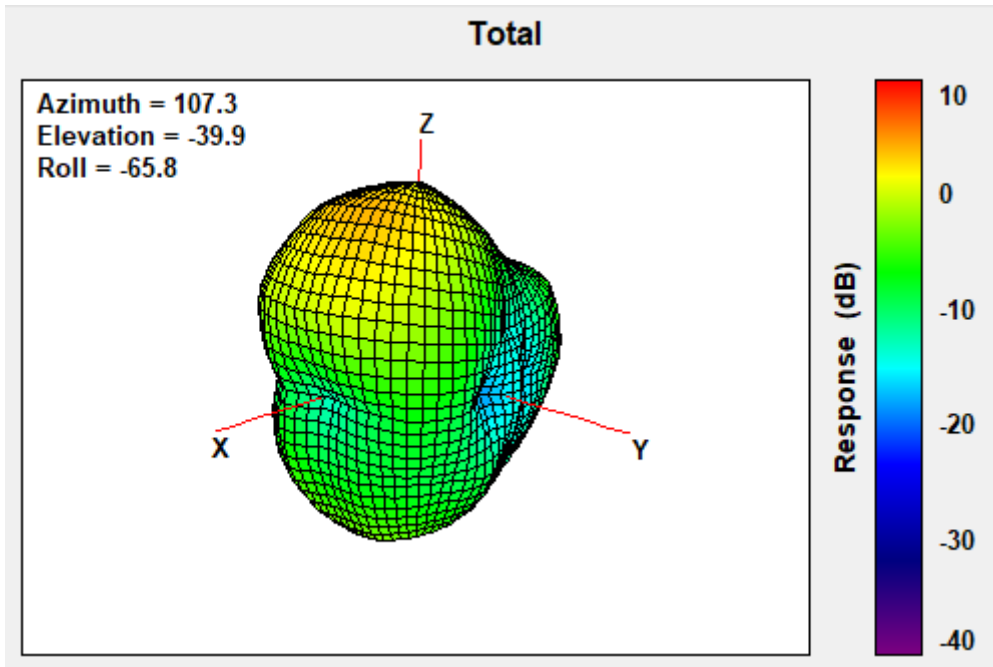 Total
Azimuth = 107.3
Elevation = -39.9
Roll = -65.8
Z
X
Y
Response (dB)
10
0
-10
-20
-30
-40